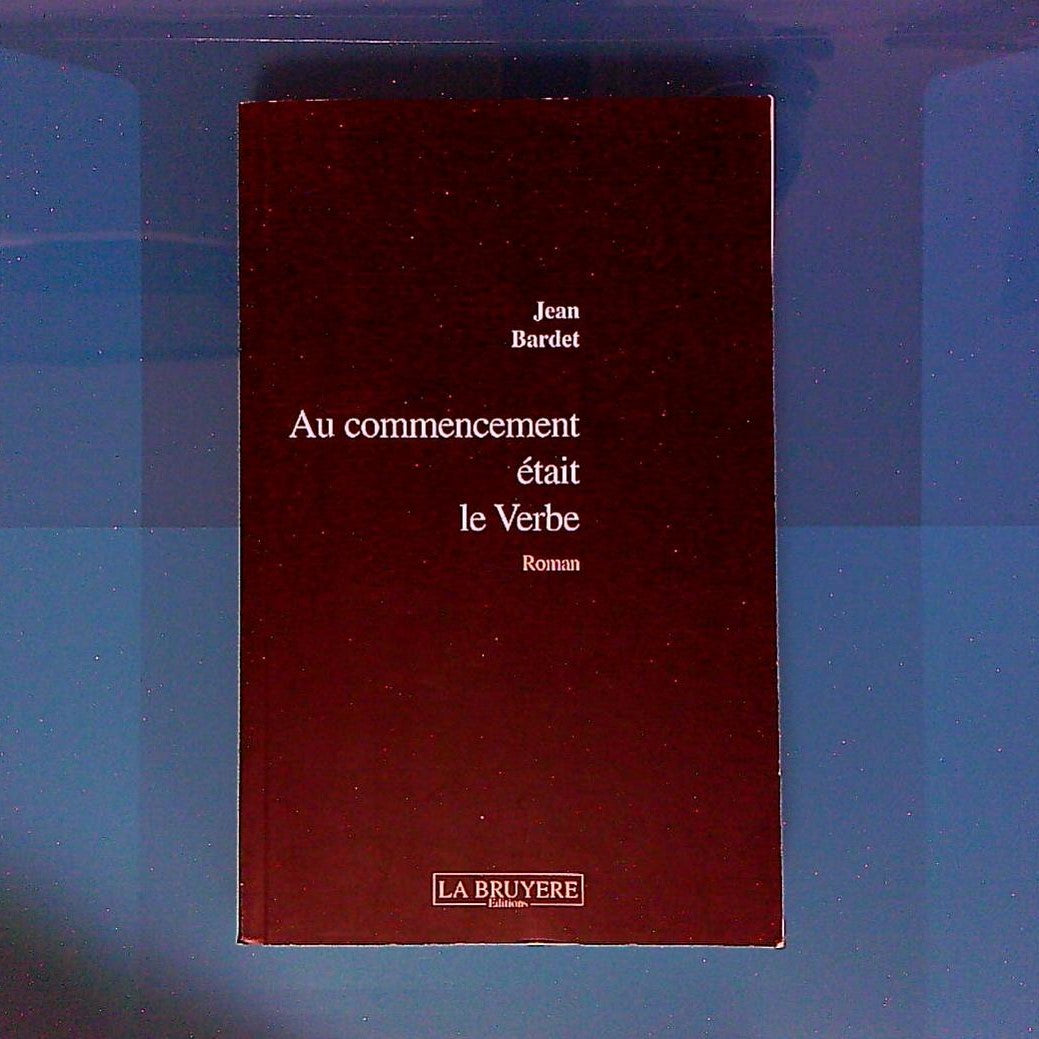 Jean
Bardet
Au commencement
était
le Verbe
Roman
LA BRUYERE
Editions